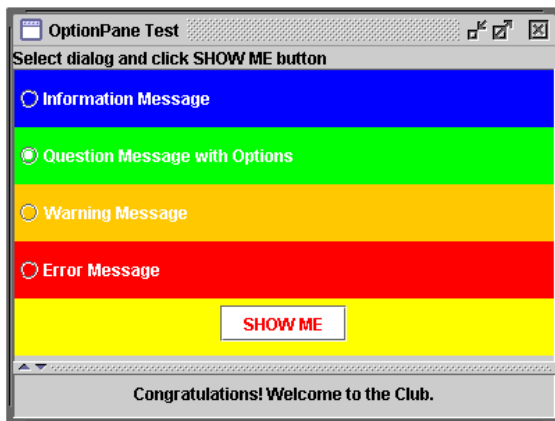 OptionPane Test
Select dialog and click SHOW ME button
Information Message
Question Message with Options
Warning Message
Error Message
SHOW ME
Congratulations! Welcome to the Club.